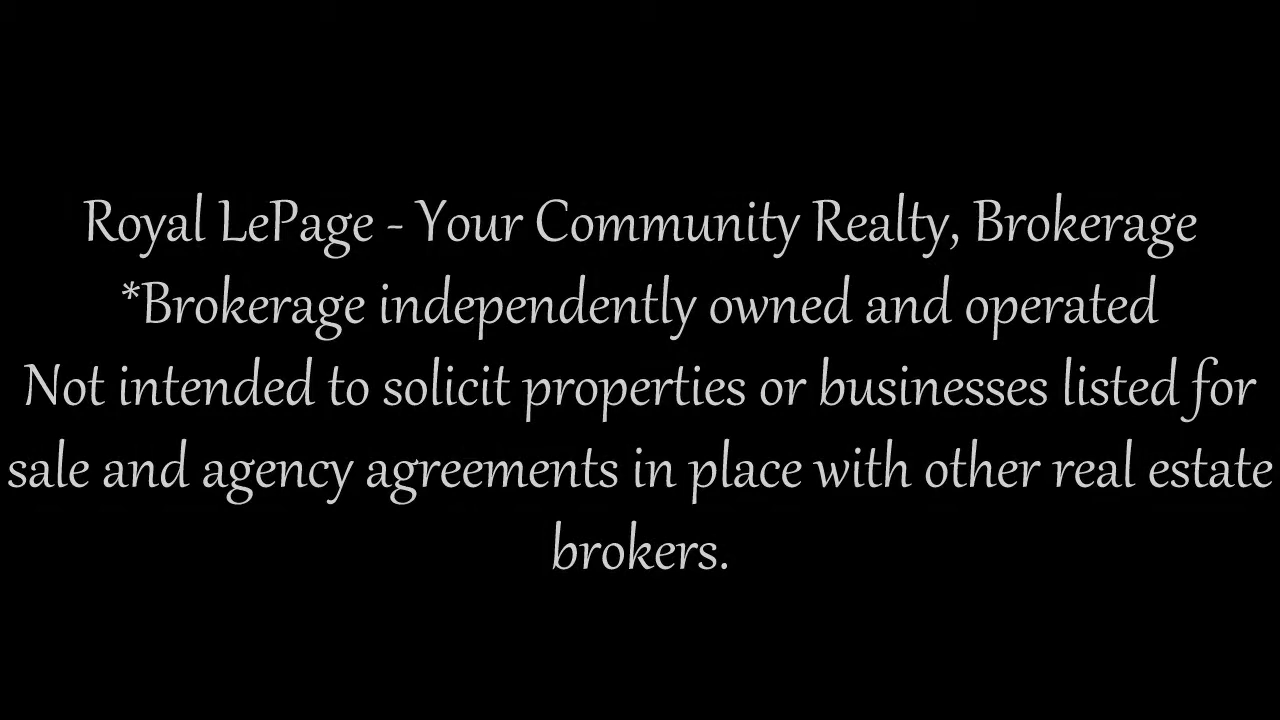 Royal LePage - Your Community Realty, Brokerage
*Brokerage independently owned and operated
Not intended to solicit properties or businesses listed for
sale and agency agreements in place with other real estate
brokers.